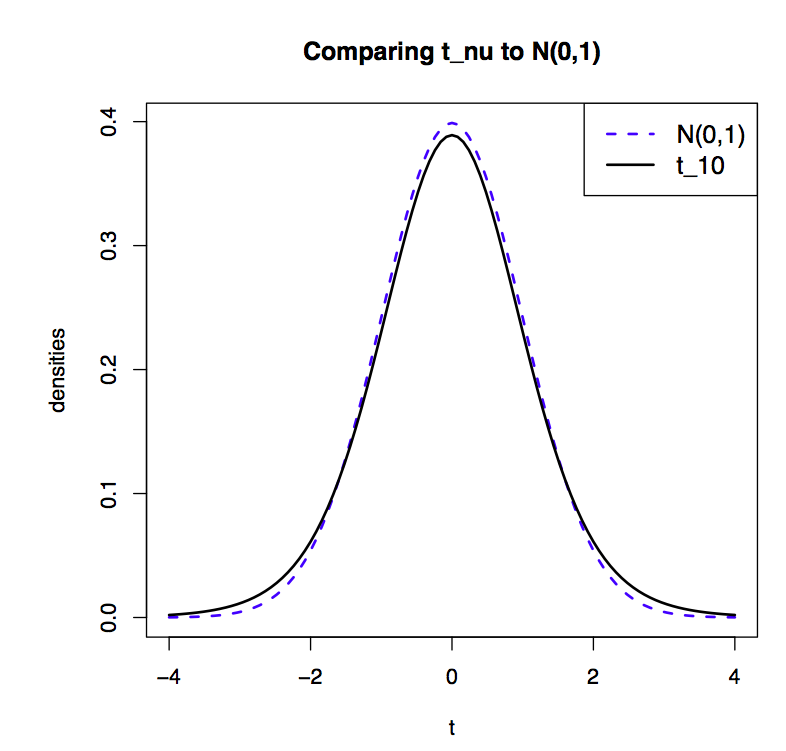 Comparing t_nu to N(0,1)
N(0,1)
t_10
densities
0.4
0.3
0.2
0.1
0.0
−4 −2 0 2 4
t